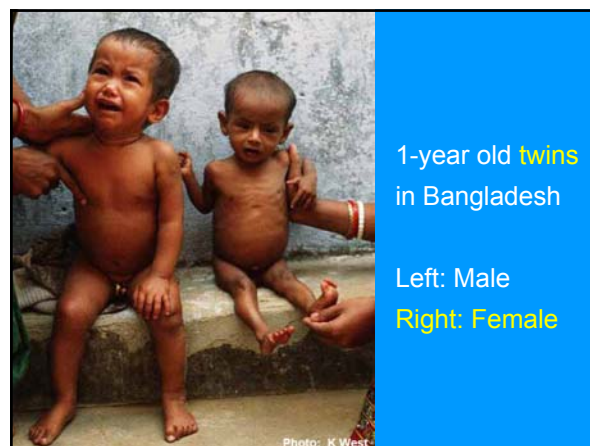 1-year old twins
in Bangladesh
Left: Male
Right: Female
Photo: K West